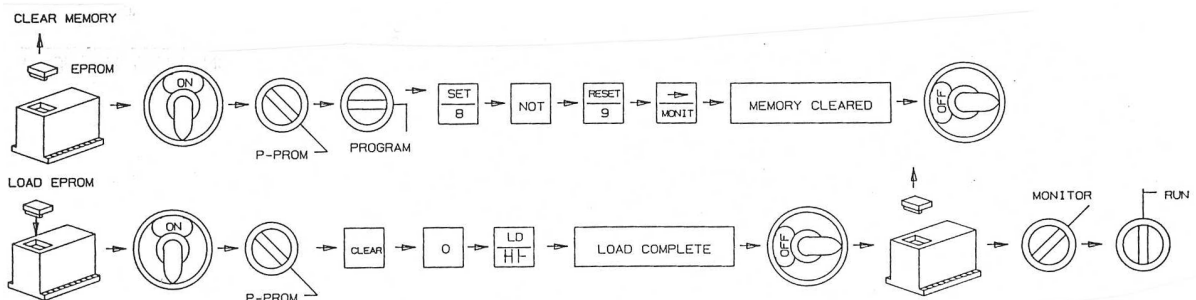 CLEAR MEMORY
EPROM
ON
P-PROM
PROGRAM
SET
8
NOT
RESET
9
MONIT
MEMORY CLEARED
OFF
LOAD EPROM
ON
P-PROM
CLEAR
0
LD
LOAD COMPLETE
OFF
MONITOR
RUN